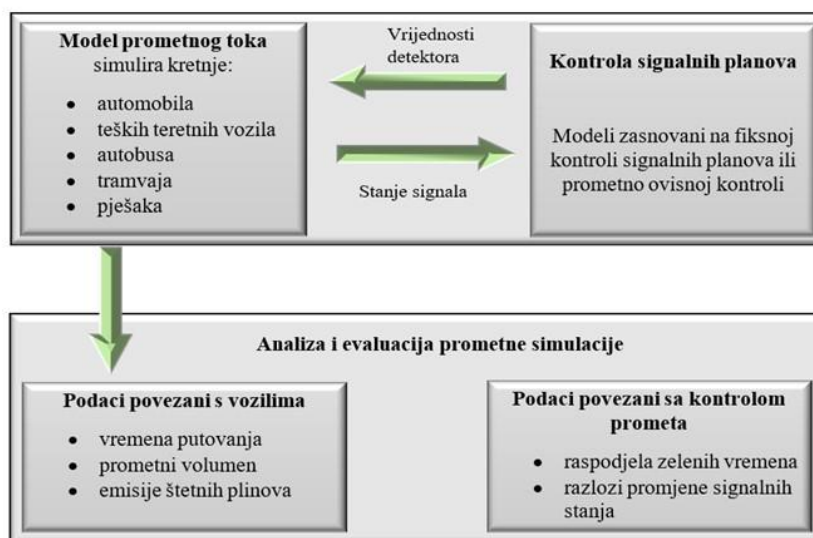 Model prometnog toka
simulira kretnje:
• automobila
• teških teretnih vozila
• autobusa
• tramvaja
• pješaka
Vrijednosti
detektora
Stanje signala
Kontrola signalnih planova
Modeli zasnovani na fiksnoj
kontroli signalnih planova ili
prometno ovisnoj kontroli
Analiza i evaluacija prometne simulacije
Podaci povezani s vozilima
• vremena putovanja
• prometni volumen
• emisije štetnih plinova
Podaci povezani sa kontrolom
prometa
• raspodjela zelenih vremena
• razlozi promjene signalnih
stanja